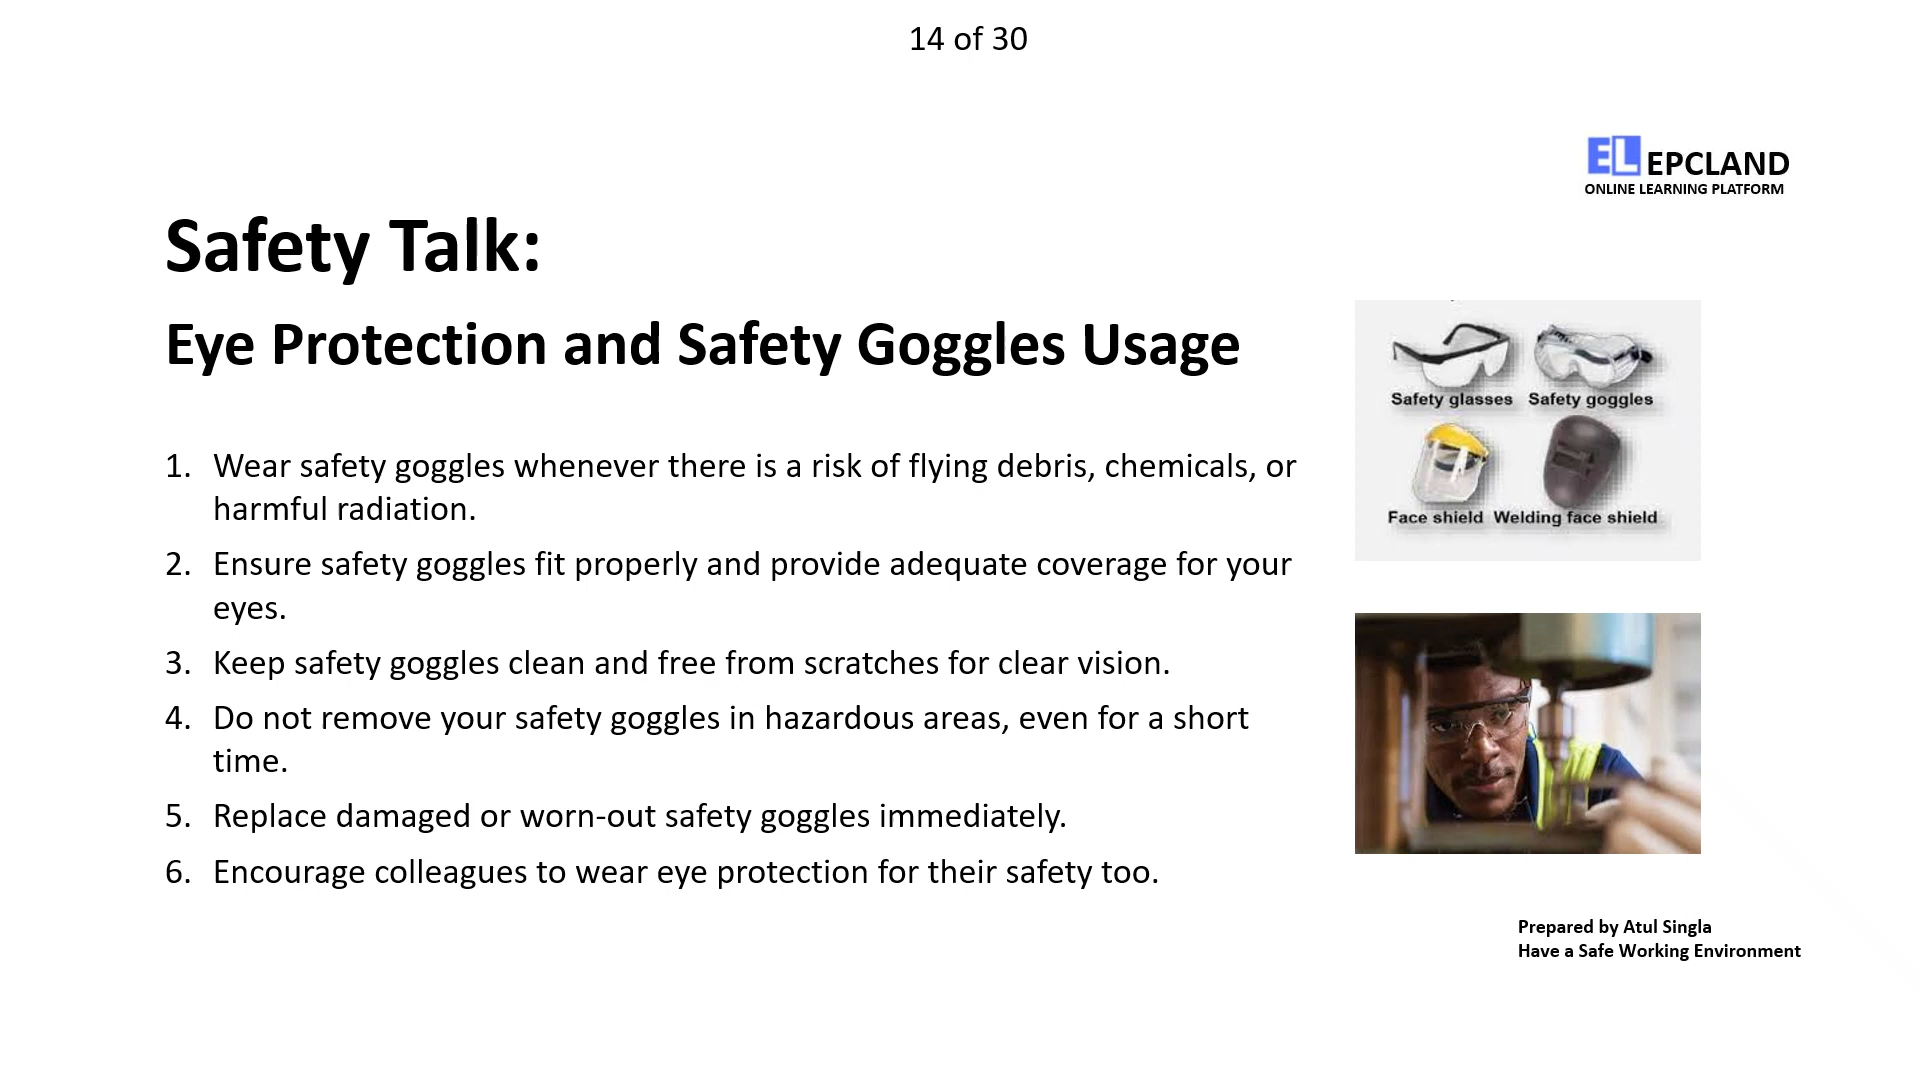 14 of 30
EL EPCLAND
ONLINE LEARNING PLATFORM
Safety Talk:
Eye Protection and Safety Goggles Usage
1. Wear safety goggles whenever there is a risk of flying debris, chemicals, or
harmful radiation.
2. Ensure safety goggles fit properly and provide adequate coverage for your
eyes.
3. Keep safety goggles clean and free from scratches for clear vision.
4. Do not remove your safety goggles in hazardous areas, even for a short
time.
5. Replace damaged or worn-out safety goggles immediately.
6. Encourage colleagues to wear eye protection for their safety too.
Safety glasses Safety goggles
Face shield Welding face shield
Prepared by Atul Singla
Have a Safe Working Environment